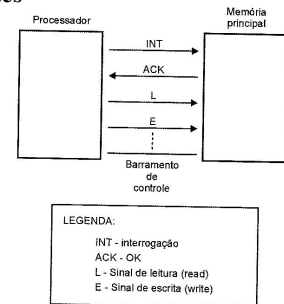 Processador
Memória
principal
INT
ACK
L
E
Barramento
de
controle
LEGENDA:
INT - interrogação
ACK - OK
L - Sinal de leitura (read)
E - Sinal de escrita (write)